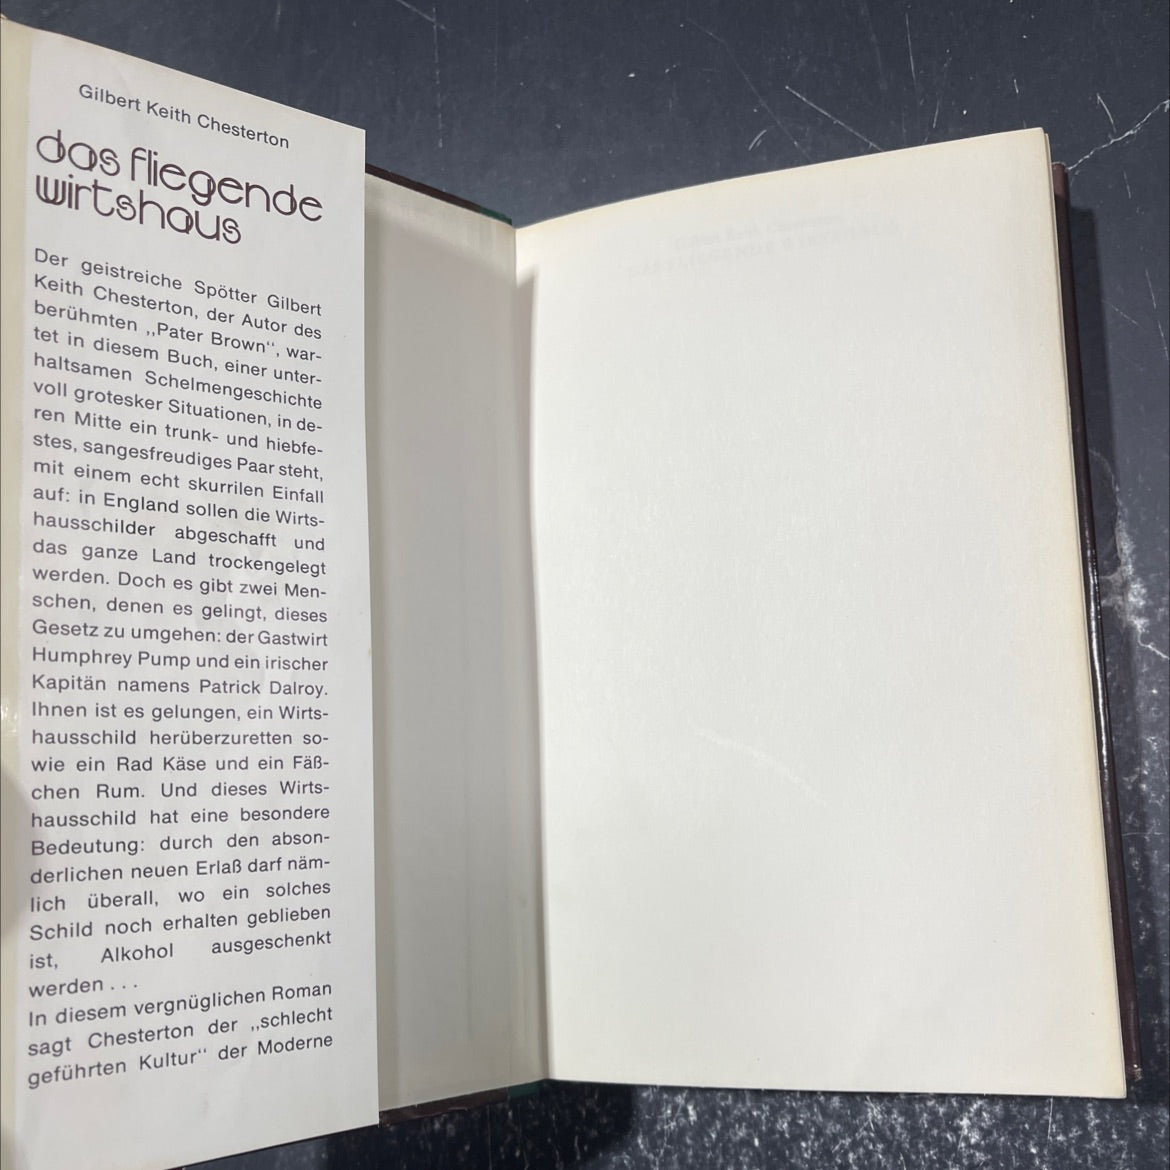 Gilbert Keith Chesterton
das fliegende
wirtshaus
Der geistreiche Spötter Gilbert
Keith Chesterton, der Autor des
berühmten „Pater Brown“, war-
tet in diesem Buch, einer unter-
haltsamen Schelmengeschichte
voll grotesker Situationen, in de-
ren Mitte ein trunk- und hiebfe-
stes, sangesfreudiges Paar steht,
mit einem echt skurrilen Einfall
auf: in England sollen die Wirts-
hausschilder abgeschafft und
das ganze Land trockengelegt
werden. Doch es gibt zwei Men-
schen, denen es gelingt, dieses
Gesetz zu umgehen: der Gastwirt
Humphrey Pump und ein irischer
Kapitän namens Patrick Dalroy.
Ihnen ist es gelungen, ein Wirts-
hausschild herüberzuretten so-
wie ein Rad Käse und ein Fäß-
chen Rum. Und dieses Wirts-
hausschild hat eine besondere
Bedeutung: durch den abson-
derlichen neuen Erlaß darf näm-
lich überall, wo ein solches
Schild noch erhalten geblieben
ist, Alkohol ausgeschenkt
werden . . .
In diesem vergnüglichen Roman
sagt Chesterton der „schlecht
geführten Kultur“ der Moderne